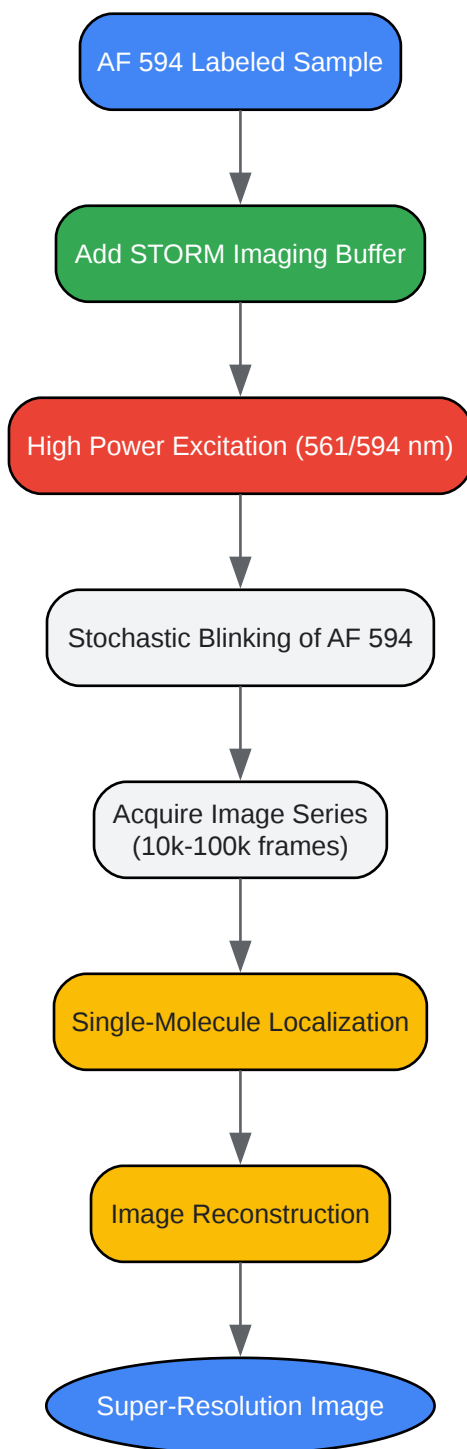 AF 594 Labeled Sample
Add STORM Imaging Buffer
High Power Excitation (561/594 nm)
Stochastic Blinking of AF 594
Acquire Image Series
(10k-100k frames)
Single-Molecule Localization
Image Reconstruction
Super-Resolution Image